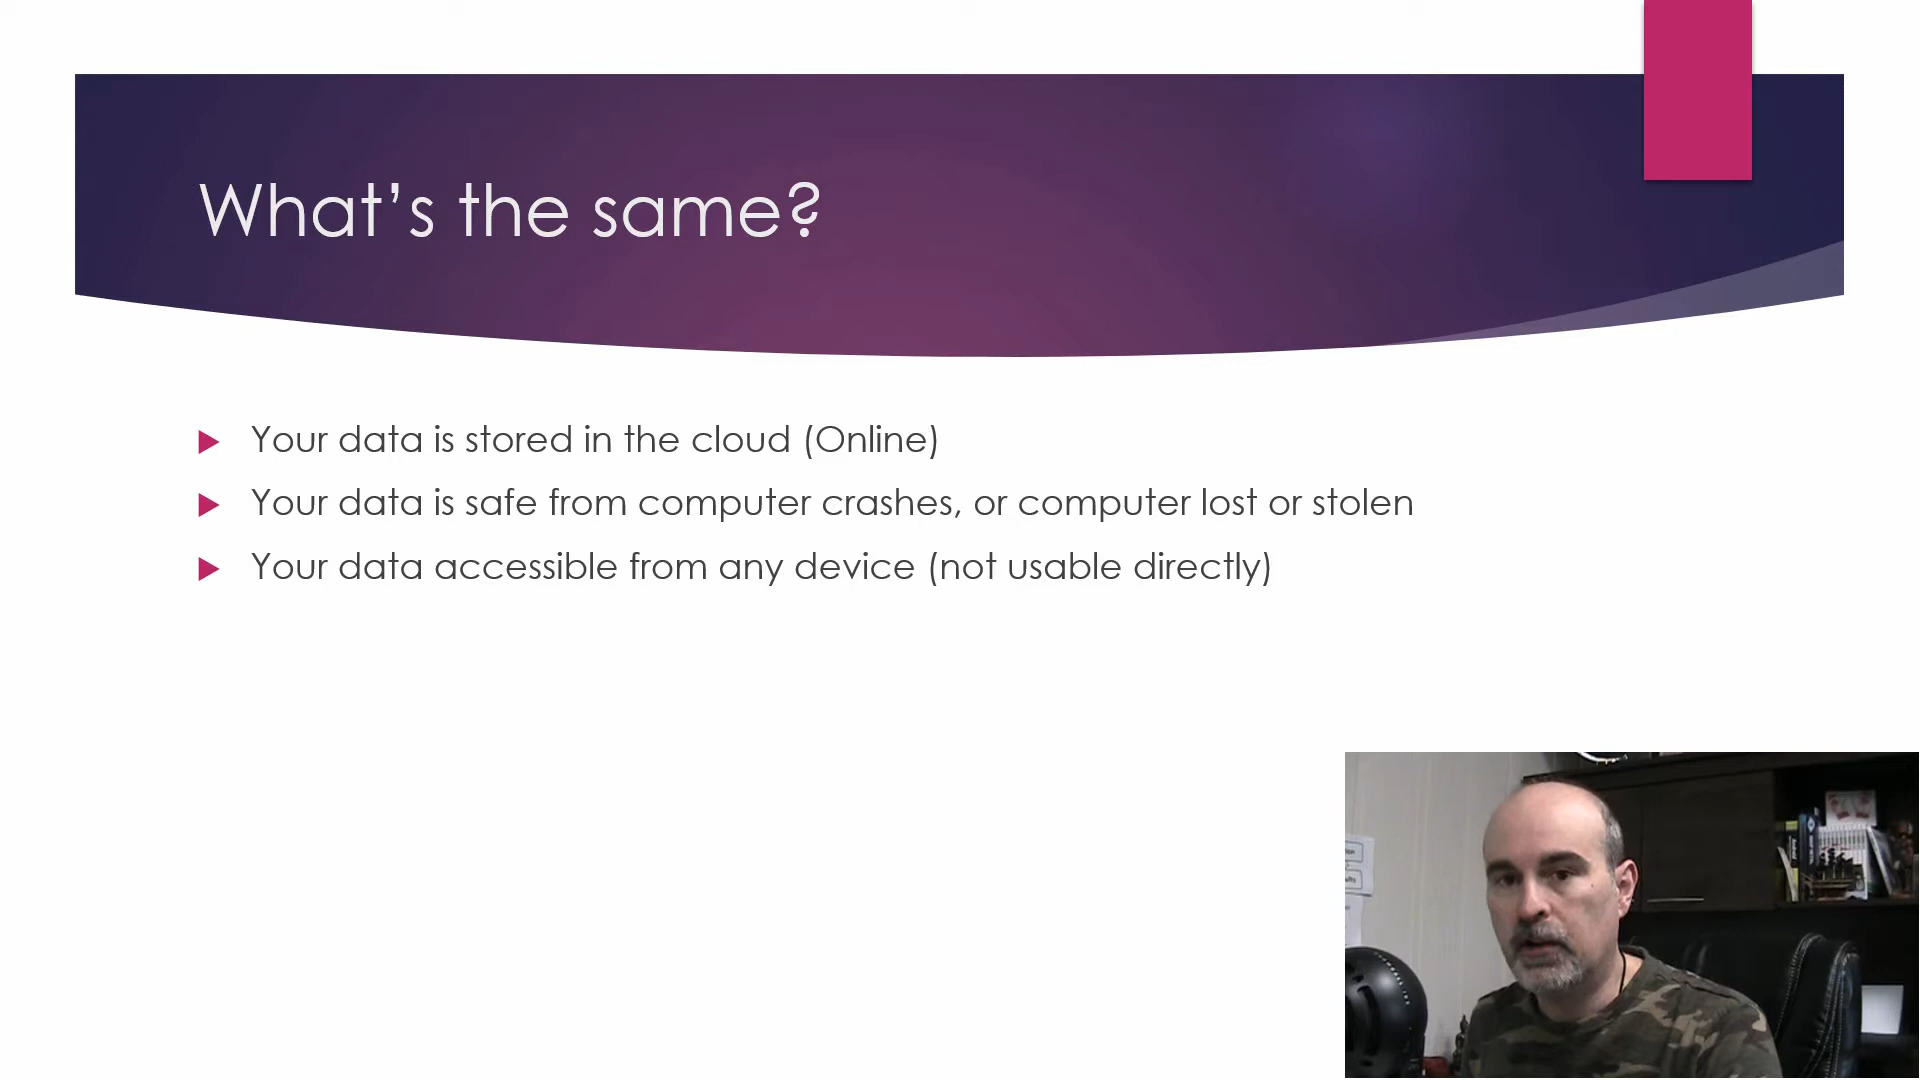 What’s the same?
Your data is stored in the cloud (Online)
Your data is safe from computer crashes, or computer lost or stolen
Your data accessible from any device (not usable directly)